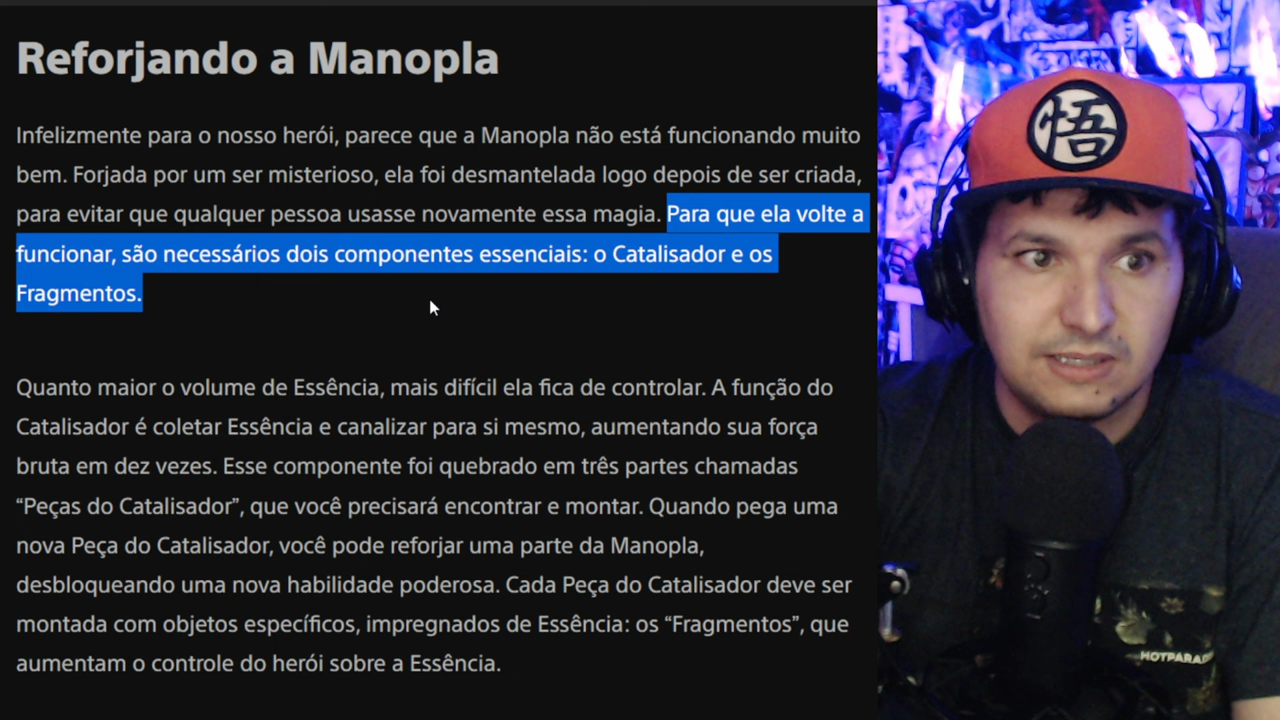 Reforjando a Manopla
Infelizmente para o nosso herói, parece que a Manopla não está funcionando muito
bem. Forjada por um ser misterioso, ela foi desmantelada logo depois de ser criada,
para evitar que qualquer pessoa usasse novamente essa magia. Para que ela volte a
funcionar, são necessários dois componentes essenciais: o Catalisador e os
Fragmentos.
Quanto maior o volume de Essência, mais difícil ela fica de controlar. A função do
Catalisador é coletar Essência e canalizar para si mesmo, aumentando sua força
bruta em dez vezes. Esse componente foi quebrado em três partes chamadas
“Peças do Catalisador”, que você precisará encontrar e montar. Quando pega uma
nova Peça do Catalisador, você pode reforjar uma parte da Manopla,
desbloqueando uma nova habilidade poderosa. Cada Peça do Catalisador deve ser
montada com objetos específicos, impregnados de Essência: os “Fragmentos”, que
aumentam o controle do herói sobre a Essência.
悟